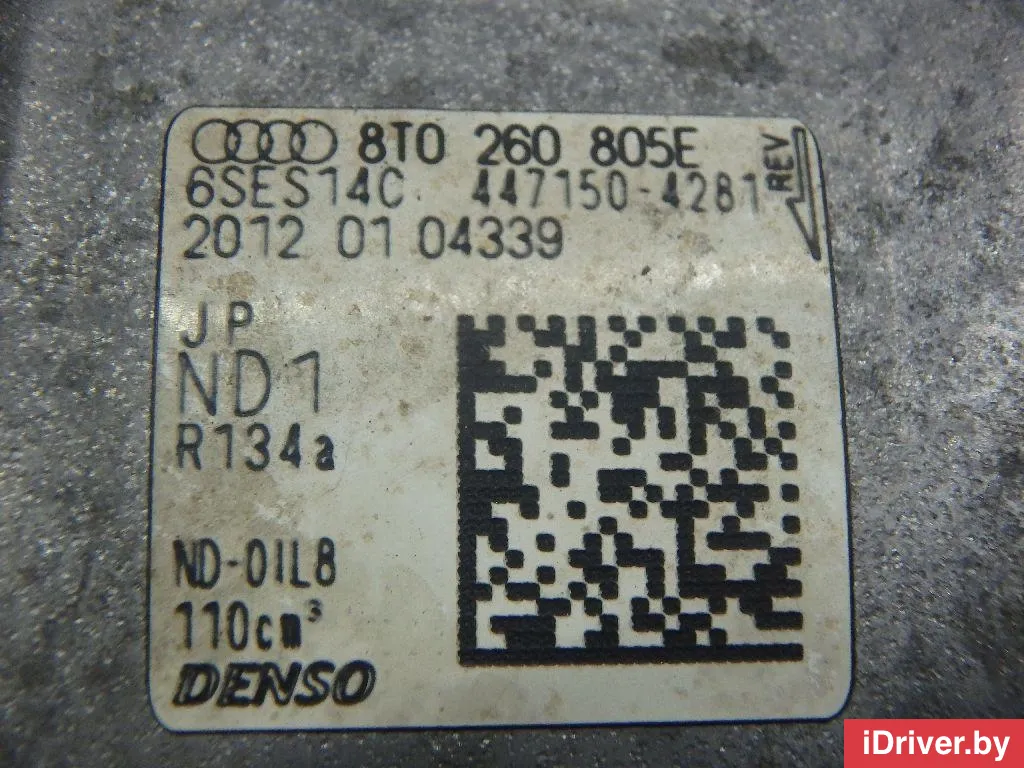 8T0 260 805E
6SES14C 447150-4281
REV
2012 01 04339
JP
ND1
R134a
ND-OIL8
110cm³
DENSO
iDriver.by